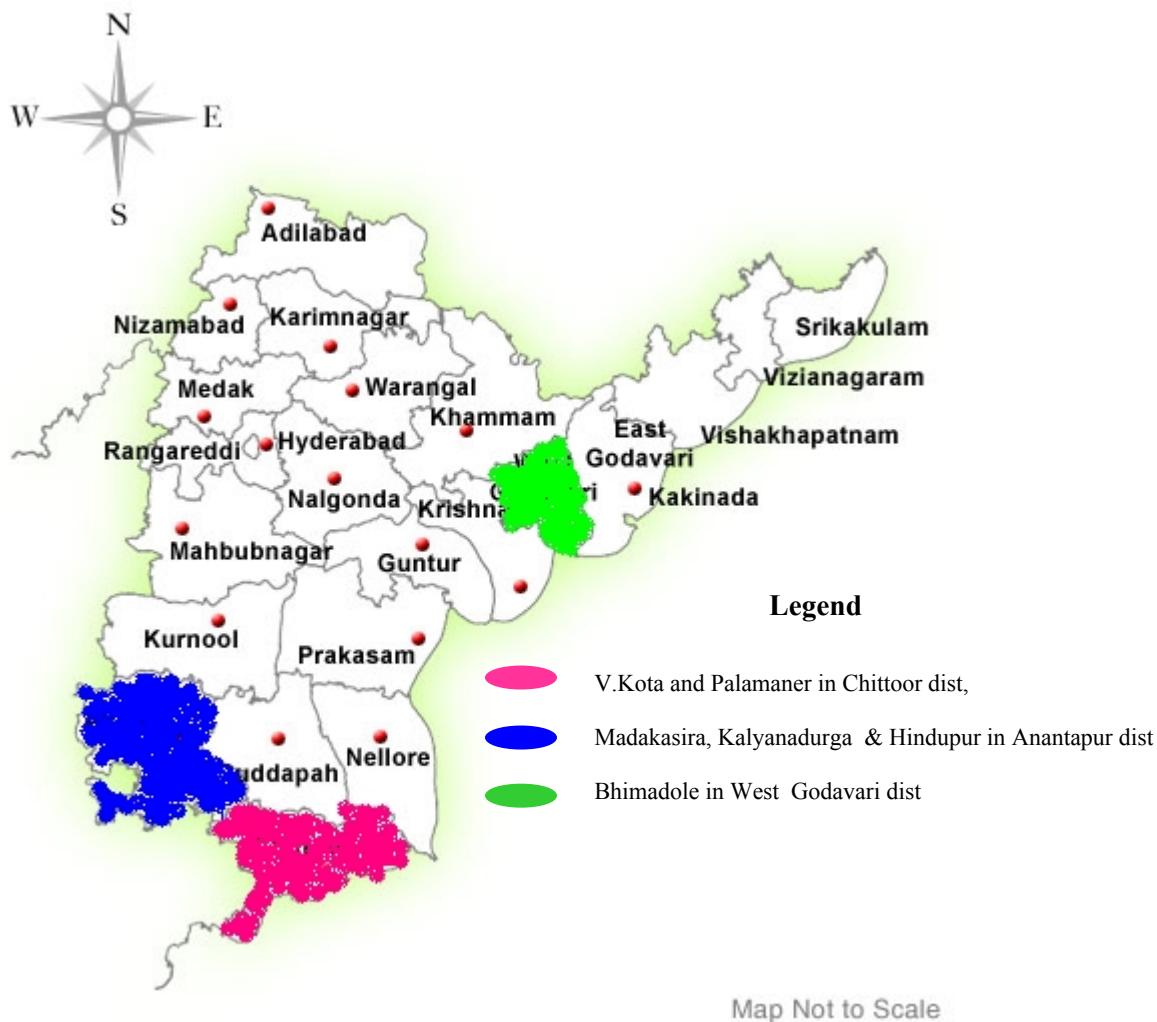 N
W E
S
Adilabad
Nizamabad
Karimnagar
Srikakulam
Medak
Warangal
Vizianagaram
Khammam
Rangareddi
Hyderabad
East
Godavari
Vishakhapatnam
Nalgonda
Krishna
Kakinada
Mahbubnagar
Guntur
Legend
Kurnool
Prakasam
V.Kota and Palamaner in Chittoor dist,
Madakasira, Kalyanadurga & Hindupur in Anantapur dist
Nellore
uddapah
Bhimadole in West Godavari dist
Map Not to Scale